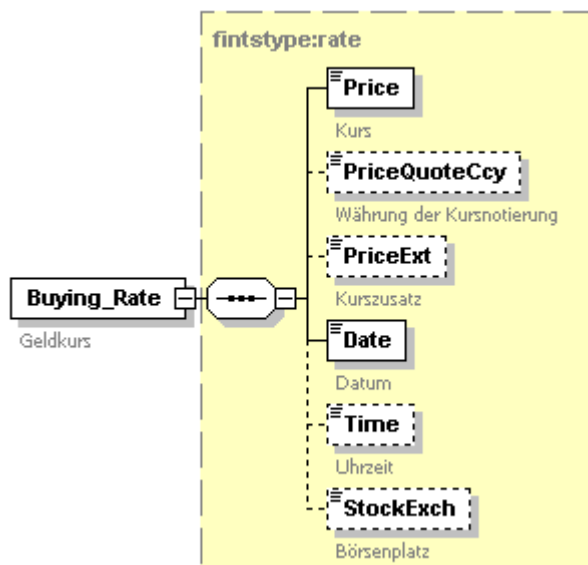 fintstype:rate
Price
Kurs
PriceQuoteCcy
Währung der Kursnotierung
PriceExt
Kurszusatz
Buying_Rate
Geldkurs
Date
Datum
Time
Uhrzeit
StockExch
Börsenplatz